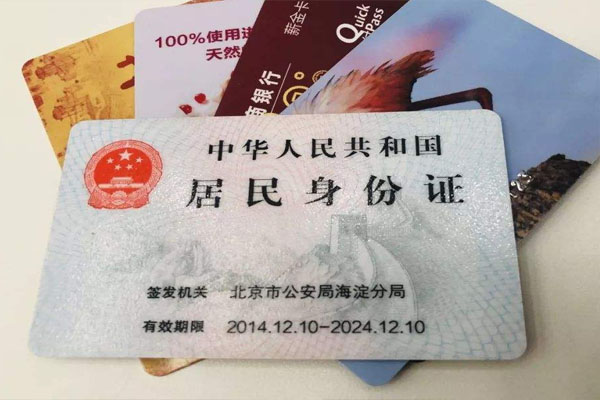 100%使用进
天然
薪金卡
Quick
Pass
商银行
中华人民共和国
居民身份证
签发机关 北京市公安局海淀分局
有效期限 2014.12.10-2024.12.10